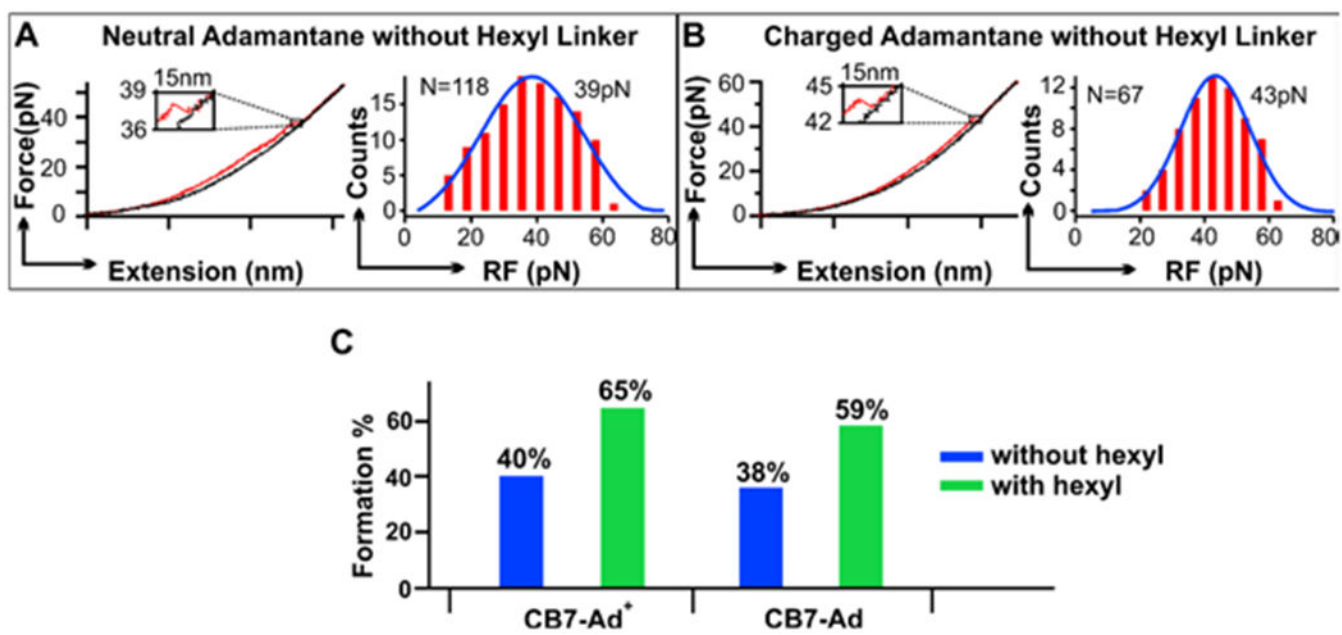 A Neutral Adamantane without Hexyl Linker
Force(pN)
40
20
0
15nm
39
36
Extension (nm)
Counts
15
10
5
0
N=118
39pN
0 20 40 60 80
RF (pN)
B Charged Adamantane without Hexyl Linker
Force(pN)
60
40
20
0
15nm
45
42
Extension (nm)
Counts
12
8
4
0
N=67
43pN
0 20 40 60 80
RF (pN)
C
Formation %
60
40
20
0
40%
65%
38%
59%
without hexyl
with hexyl
CB7-Ad⁺ CB7-Ad